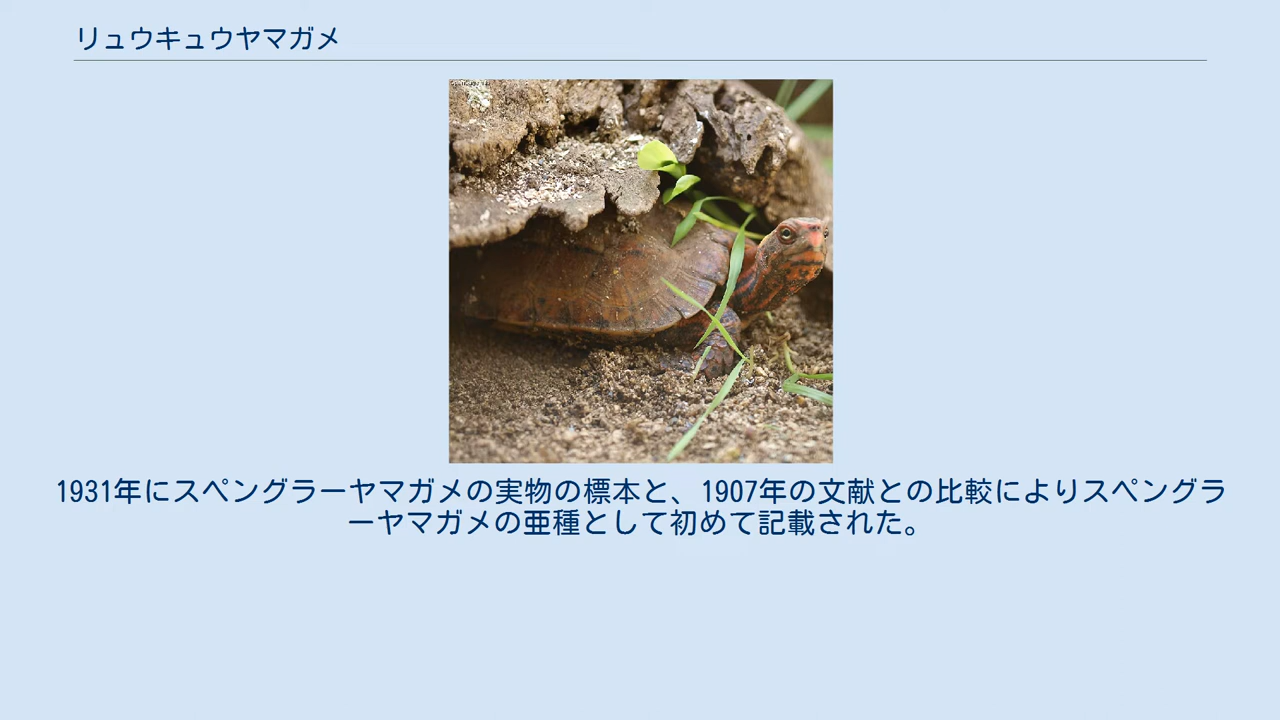 リュウキュウヤマガメ
1931年にスペングラーヤマガメの実物の標本と、1907年の文献との比較によりスペングラ
ーヤマガメの亜種として初めて記載された。